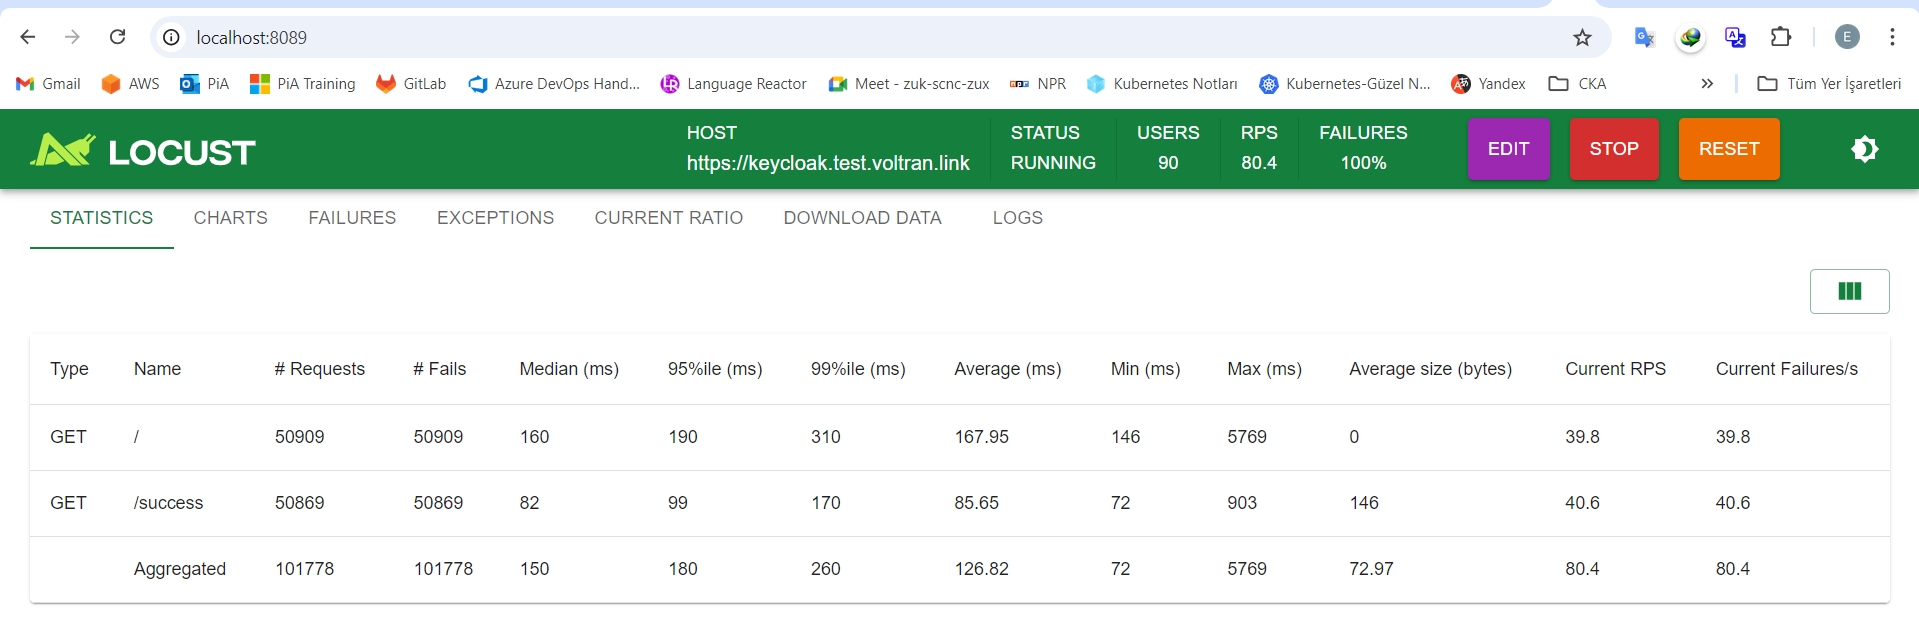 localhost:8089
Gmail AWS PiA PiA Training GitLab Azure DevOps Hand... Language Reactor Meet - zuk-scnc-zux NPR Kubernetes Notları Kubernetes-Güzel N... Yandex CKA » Tüm Yer İşaretleri
LOCUST
HOST STATUS USERS RPS FAILURES
https://keycloak.test.voltran.link RUNNING 90 80.4 100%
EDIT STOP RESET
STATISTICS CHARTS FAILURES EXCEPTIONS CURRENT RATIO DOWNLOAD DATA LOGS
Type Name # Requests # Fails Median (ms) 95%ile (ms) 99%ile (ms) Average (ms) Min (ms) Max (ms) Average size (bytes) Current RPS Current Failures/s
GET / 50909 50909 160 190 310 167.95 146 5769 0 39.8 39.8
GET /success 50869 50869 82 99 170 85.65 72 903 146 40.6 40.6
Aggregated 101778 101778 150 180 260 126.82 72 5769 72.97 80.4 80.4